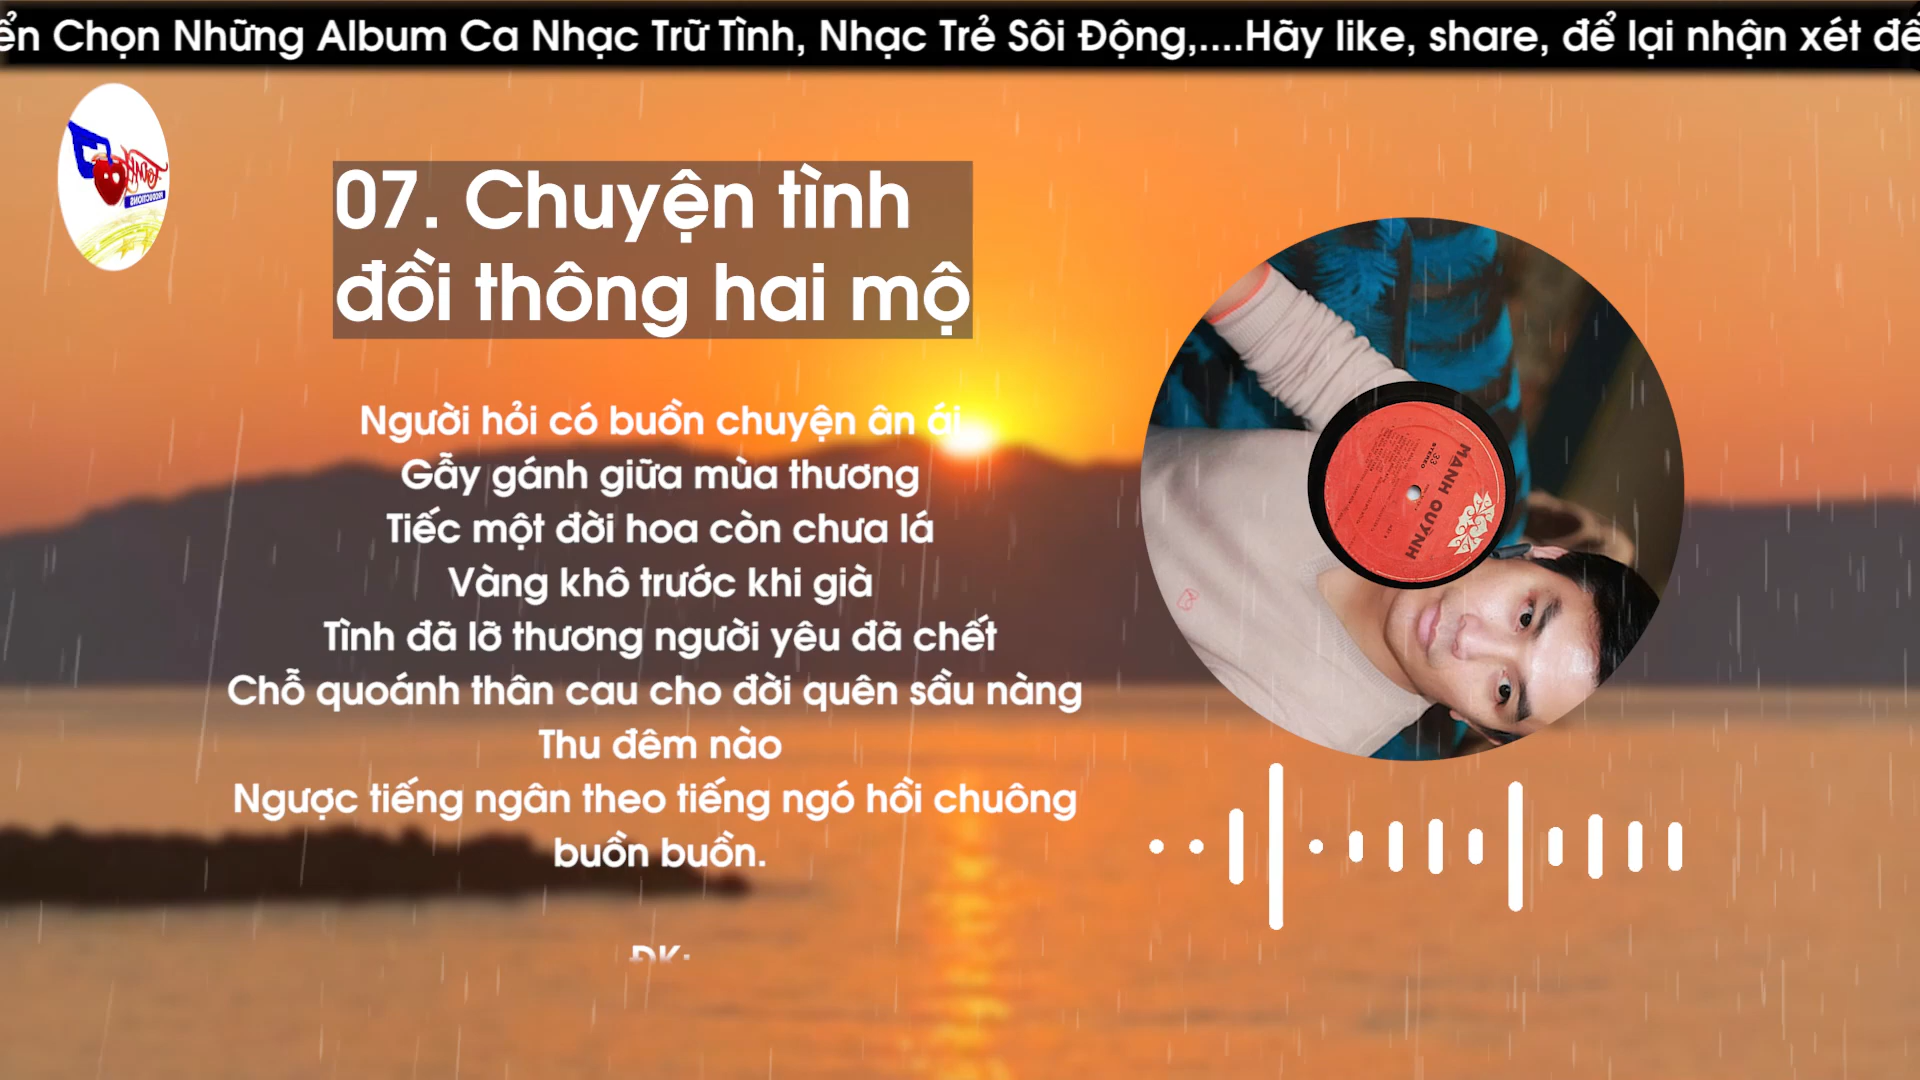 ển Chọn Những Album Ca Nhạc Trữ Tình, Nhạc Trẻ Sôi Động,....Hãy like, share, để lại nhận xét để
PRODUCTIONS
07. Chuyện tình
đồi thông hai mộ
Người hỏi có buồn chuyện ân ái
Gẫy gánh giữa mùa thương
Tiếc một đời hoa còn chưa lá
Vàng khô trước khi già
Tình đã lỡ thương người yêu đã chết
Chỗ quoánh thân cau cho đời quên sầu nàng
Thu đêm nào
Ngược tiếng ngân theo tiếng ngó hồi chuông
buồn buồn.
ĐK:
33
STEREO
MẠNH QUỲNH